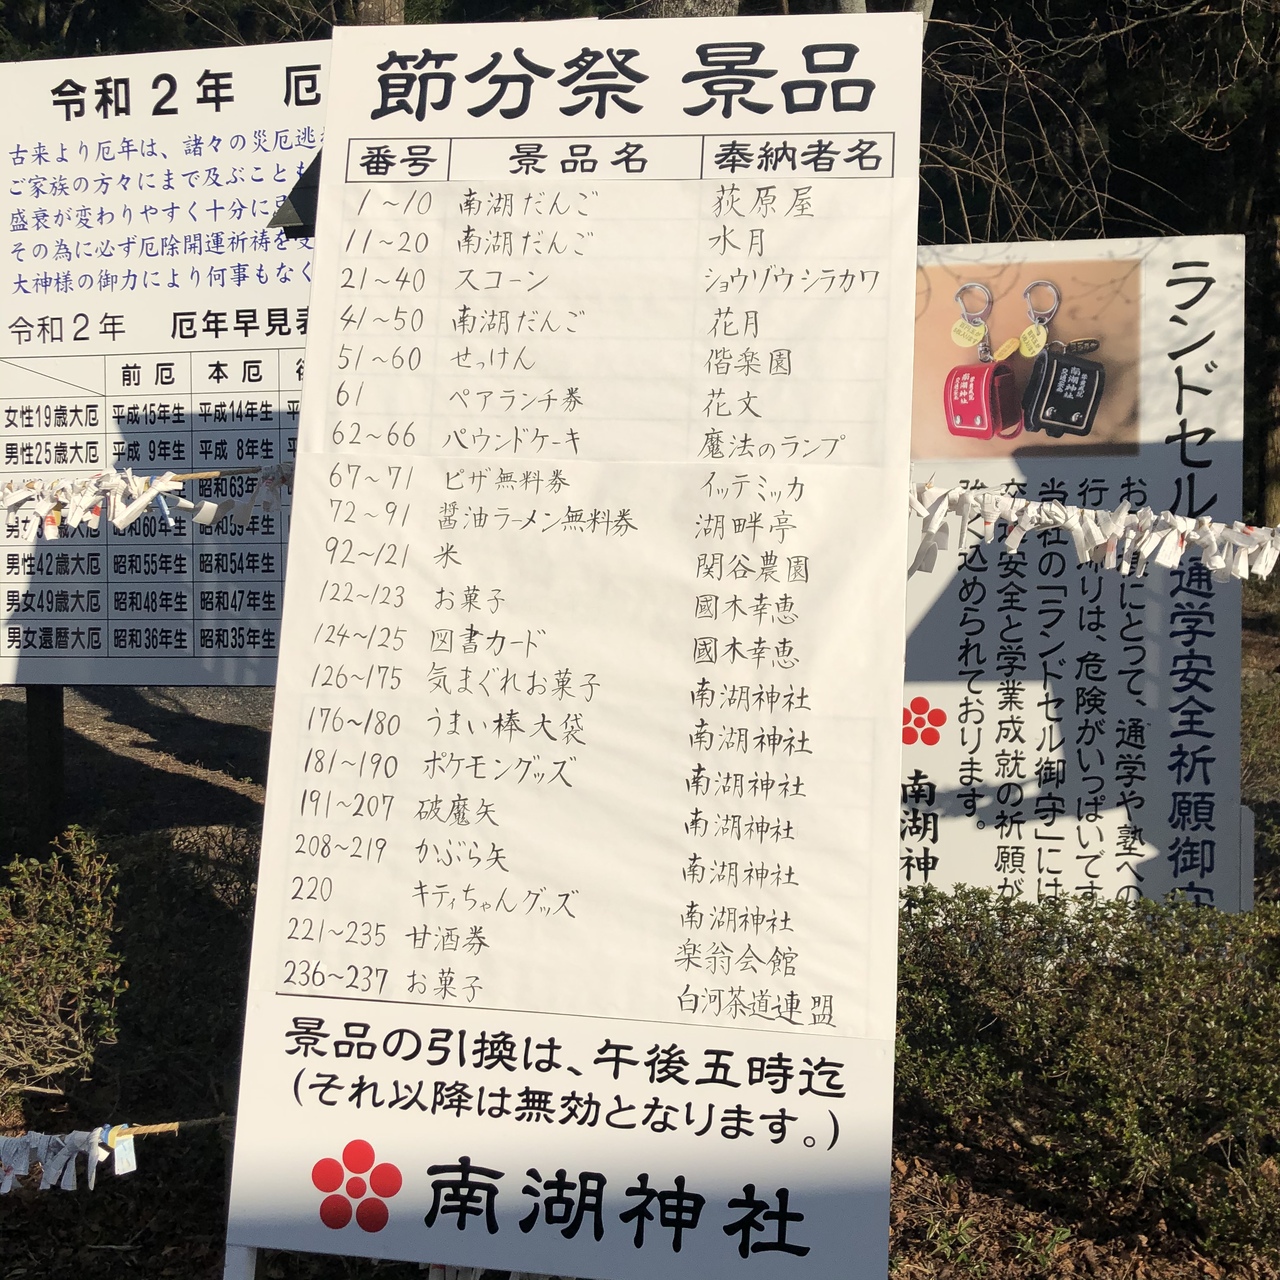 節分祭 景品
番号 景品名 奉納者名
1～10 南湖だんご 荻原屋
11～20 南湖だんご 水月
21～40 スコーン ショウゾウシラカワ
41～50 南湖だんご 花月
51～60 せっけん 偕楽園
61 ペアランチ券 花文
62～66 パウンドケーキ 魔法のランプ
67～71 ピザ無料券 イッテミッカ
72～91 醤油ラーメン無料券 湖畔亭
92～121 米 関谷農園
122～123 お菓子 國木幸恵
124～125 図書カード 國木幸恵
126～175 気まぐれお菓子 南湖神社
176～180 うまい棒大袋 南湖神社
181～190 ポケモングッズ 南湖神社
191～207 破魔矢 南湖神社
208～219 かぶら矢 南湖神社
220 キティちゃんグッズ 南湖神社
221～235 甘酒券 楽翁会館
236～237 お菓子 白河茶道連盟
景品の引換は、午後五時迄
(それ以降は無効となります。)
南湖神社
令和2年 厄
古来より厄年は、諸々の災厄
ご家族の方々にまで及ぶことも
盛衰が変わりやすく十分に
その為に必ず厄除開運祈祷を
大神様の御力により何事もなく
令和2年 厄年早見表
前厄 本厄
女性19歳大厄 平成15年生 平成14年生
男性25歳大厄 平成9年生 平成8年生
昭和63年
昭和60年生 昭和59年生
男性42歳大厄 昭和55年生 昭和54年生
男女49歳大厄 昭和48年生 昭和47年生
男女還暦大厄 昭和36年生 昭和35年生
ランドセル 通学安全祈願御守
お にとって、通学や塾への
行 帰りは、危険がいっぱいです
当 社の「ランドセル御守」には
交通安全と学業成就の祈願が
強く込められております。
南湖神
南湖神社